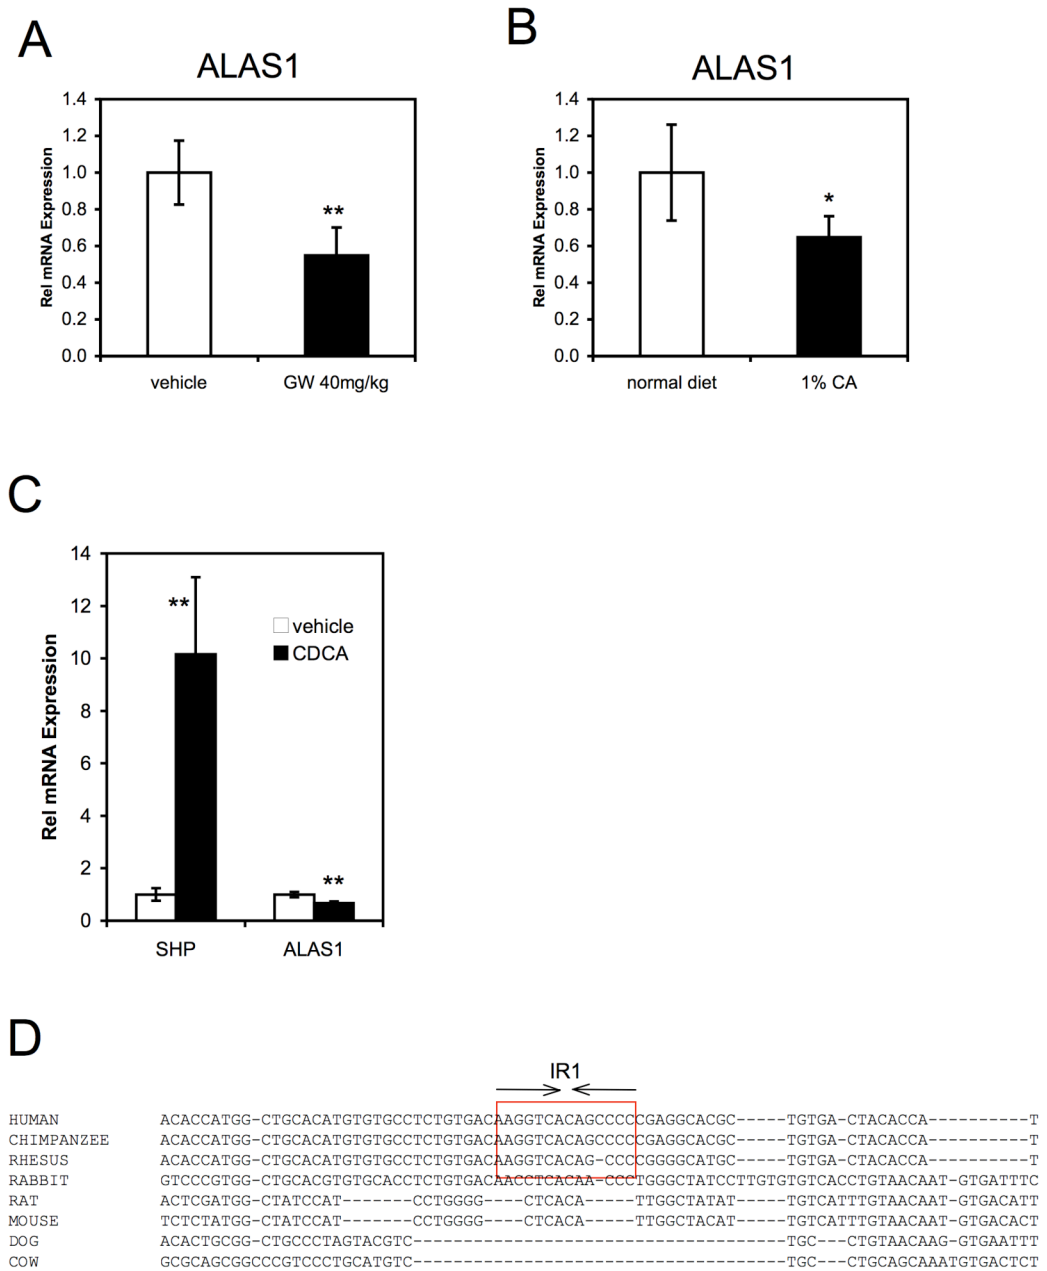 A
ALAS1
Rel mRNA Expression
1.4
1.2
1.0
0.8
0.6
0.4
0.2
0.0
**
vehicle
GW 40mg/kg
B
ALAS1
Rel mRNA Expression
1.4
1.2
1.0
0.8
0.6
0.4
0.2
0.0
*
normal diet
1% CA
C
Rel mRNA Expression
14
12
10
8
6
4
2
0
**
**
vehicle
CDCA
SHP
ALAS1
D
IR1
HUMAN ACACCATGG-CTGCACATGTGTGCCTCTGTGACAAGGTCACAGCCCCCGAGGCACGC-----TGTGA-CTACACCA----------T
CHIMPANZEE ACACCATGG-CTGCACATGTGTGCCTCTGTGACAAGGTCACAGCCCCCGAGGCACGC-----TGTGA-CTACACCA----------T
RHESUS ACACCATGG-CTGCACATGTGTGCCTCTGTGACAAGGTCACAG-CCCCGGGGCATGC-----TGTGA-CTACACCA----------T
RABBIT GTCCCGTGG-CTGCACGTGTGCACCTCTGTGACAACCTCACAA-CCCTGGGCTATCCTTGTGTGTCACCTGTAACAAT-GTGATTTC
RAT ACTCGATGG-CTATCCAT-------CCTGGGG----CTCACA-----TTGGCTATAT-----TGTCATTTGTAACAAT-GTGACATT
MOUSE TCTCTATGG-CTATCCAT-------CCTGGGG----CTCACA-----TTGGCTACAT-----TGTCATTTGTAACAAT-GTGACACT
DOG ACACTGCGG-CTGCCCTAGTACGTC-------------------------------------TGC---CTGTAACAAG-GTGAATTT
COW GCGCAGCGGCCCGTCCCTGCATGTC-------------------------------------TGC---CTGCAGCAAATGTGACTCT